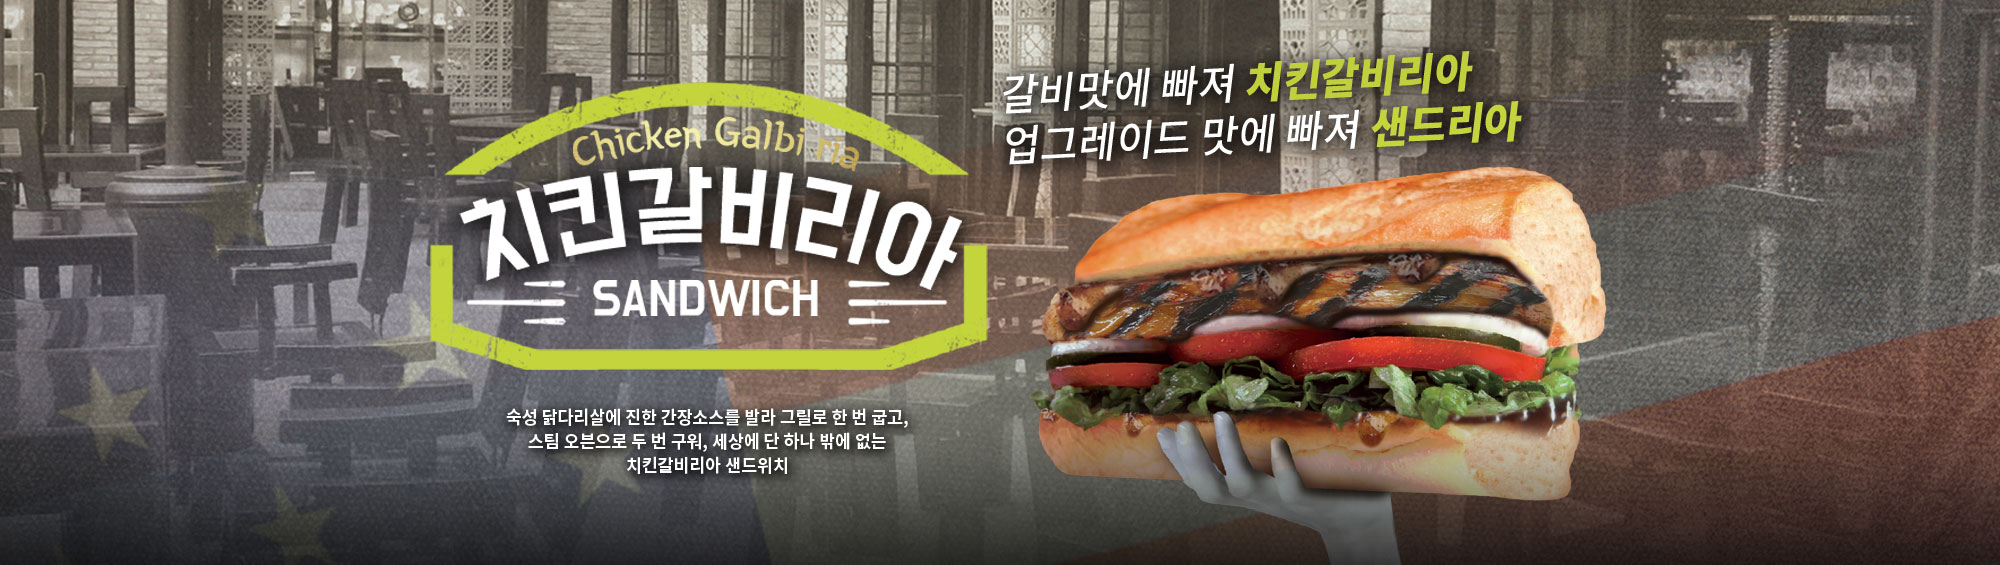 Chicken Galbi ria
치킨갈비리아
SANDWICH
숙성 닭다리살에 진한 간장소스를 발라 그릴로 한 번 굽고,
스팀 오븐으로 두 번 구워, 세상에 단 하나 밖에 없는
치킨갈비리아 샌드위치
갈비맛에 빠져 치킨갈비리아
업그레이드 맛에 빠져 샌드리아